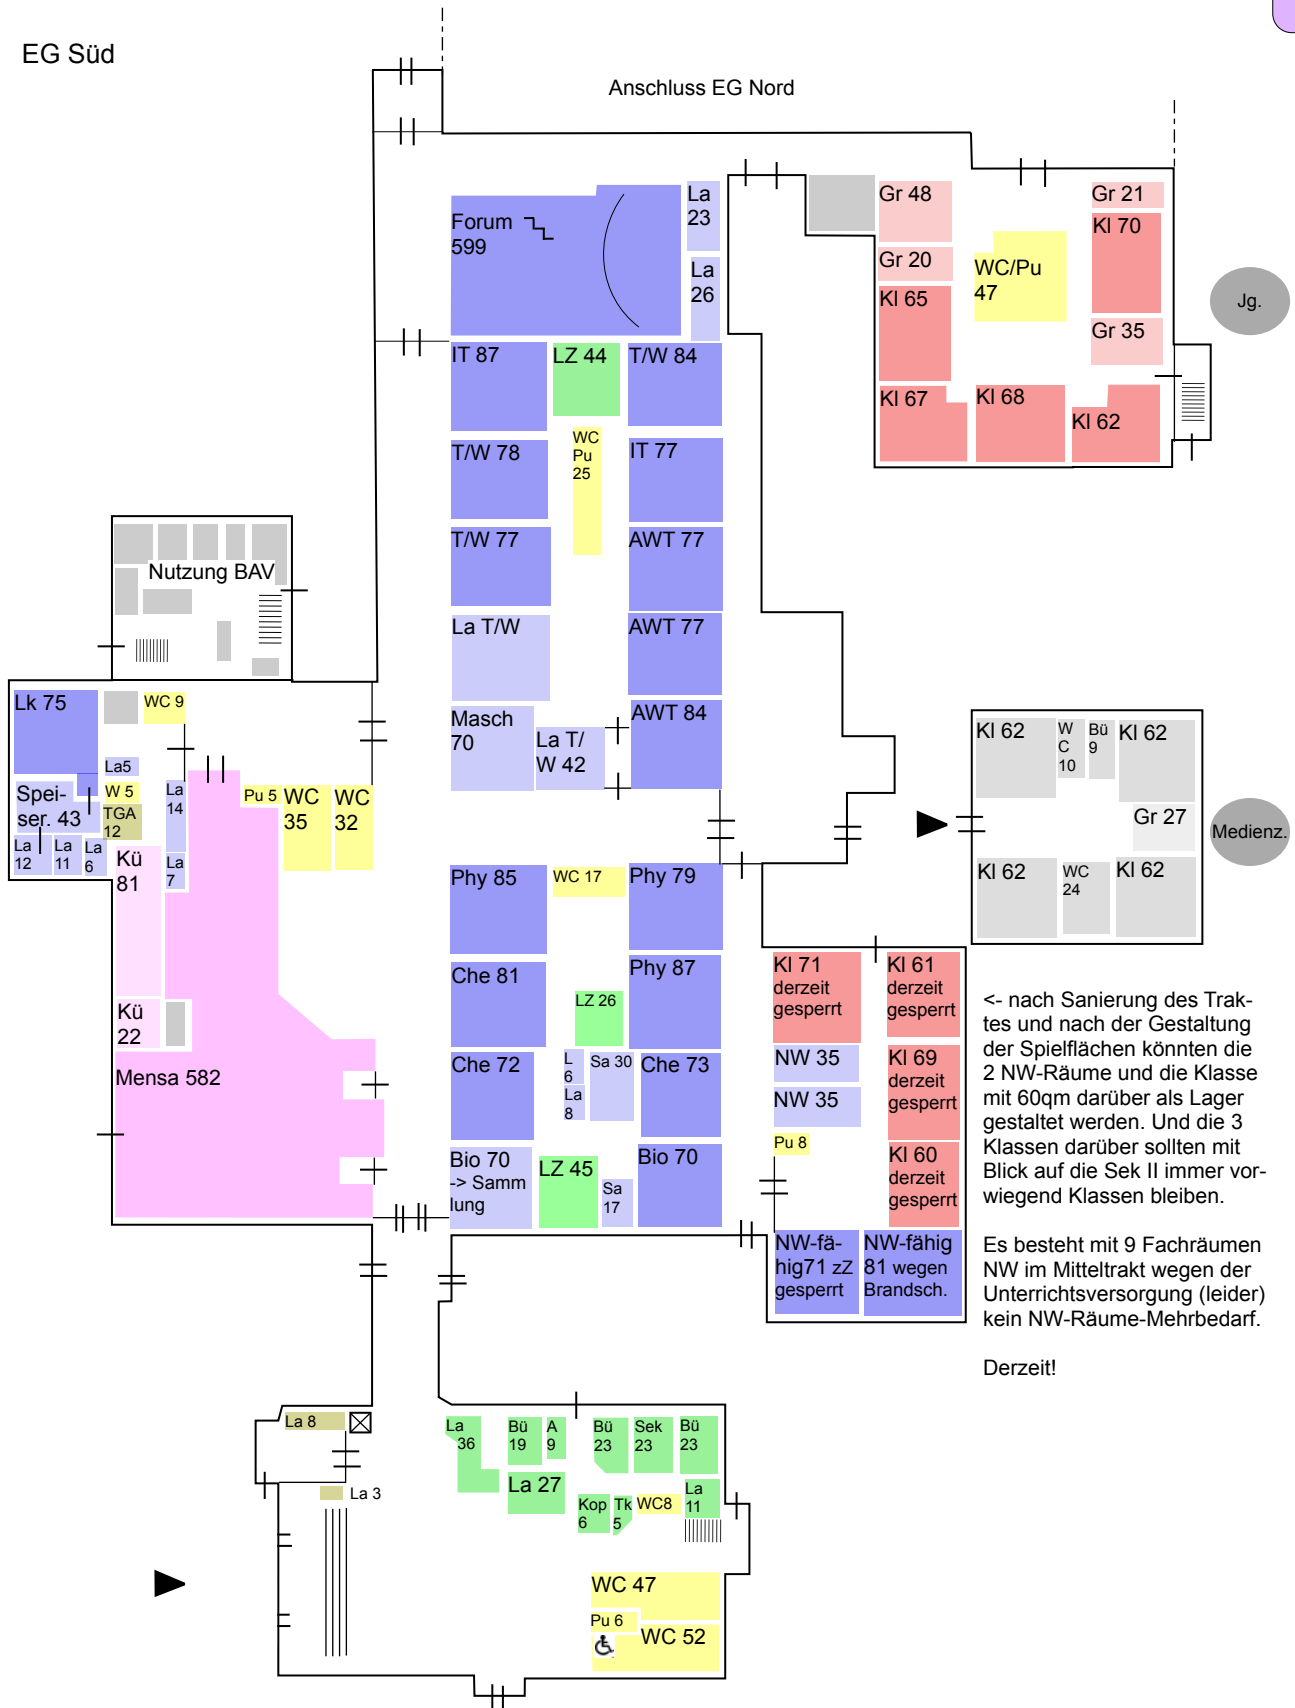 EG Süd
Anschluss EG Nord
Forum
599
La
23
La
26
Gr 48
Gr 20
Kl 65
Kl 67
Kl 68
Kl 62
WC/Pu
47
Gr 21
Kl 70
Gr 35
Jg.
IT 87
LZ 44
T/W 84
T/W 78
WC
Pu
25
IT 77
T/W 77
AWT 77
La T/W
AWT 77
Masch
70
La T/
W 42
AWT 84
Nutzung BAV
Lk 75
WC 9
La5
W 5
Spei-
ser. 43
TGA
12
La
14
La
12
La
11
La
6
La
7
Kü
81
Kü
22
Pu 5
WC
35
WC
32
Mensa 582
Kl 62
W
C
10
Bü
9
Kl 62
Gr 27
Medienz.
Kl 62
WC
24
Kl 62
Phy 85
WC 17
Phy 79
Che 81
LZ 26
Phy 87
Che 72
L
6
La
8
Sa 30
Che 73
Bio 70
-> Samm
lung
LZ 45
Sa
17
Bio 70
Kl 71
derzeit
gesperrt
Kl 61
derzeit
gesperrt
NW 35
Kl 69
derzeit
gesperrt
NW 35
Pu 8
Kl 60
derzeit
gesperrt
NW-fä-
hig71 zZ
gesperrt
NW-fähig
81 wegen
Brandsch.
<- nach Sanierung des Trak-
tes und nach der Gestaltung
der Spielflächen könnten die
2 NW-Räume und die Klasse
mit 60qm darüber als Lager
gestaltet werden. Und die 3
Klassen darüber sollten mit
Blick auf die Sek II immer vor-
wiegend Klassen bleiben.
Es besteht mit 9 Fachräumen
NW im Mitteltrakt wegen der
Unterrichtsversorgung (leider)
kein NW-Räume-Mehrbedarf.
Derzeit!
La 8
La 3
La
36
Bü
19
A
9
Bü
23
Sek
23
Bü
23
La 27
Kop
6
Tk
5
WC8
La
11
WC 47
Pu 6
WC 52